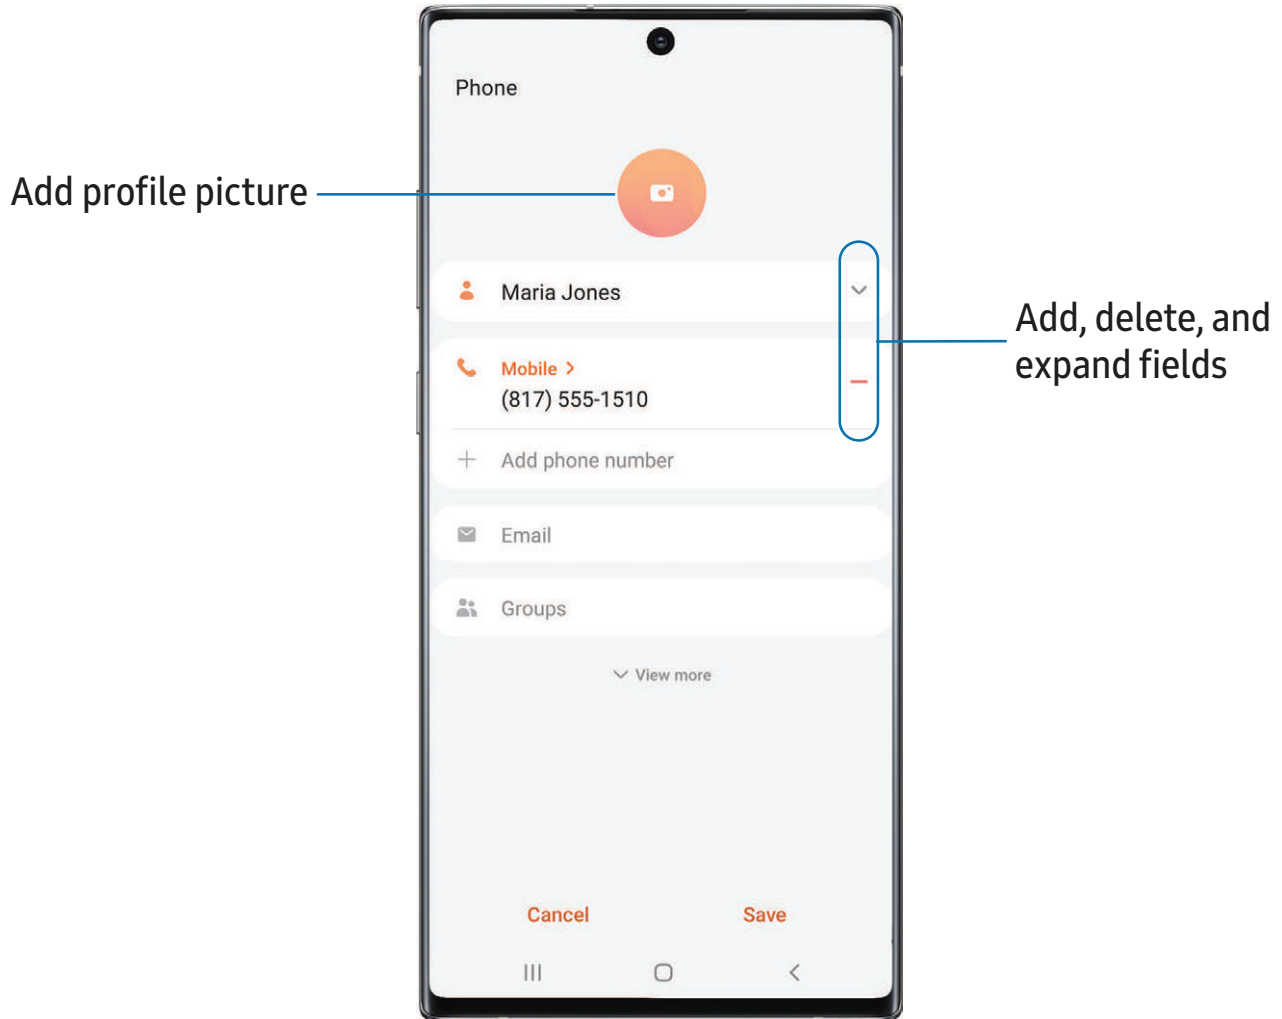 Phone
Add profile picture
Maria Jones
Add, delete, and
expand fields
Mobile >
(817) 555-1510
Add phone number
Email
Groups
View more
Cancel
Save